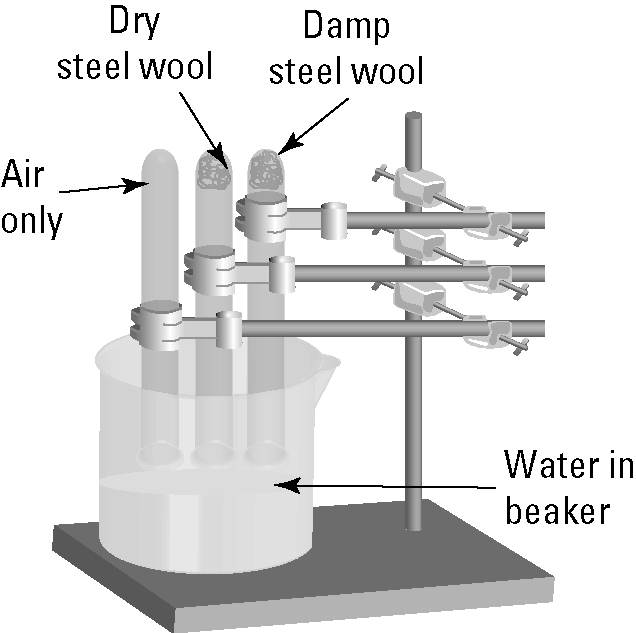 Dry
steel wool
Damp
steel wool
Air
only
Water in
beaker